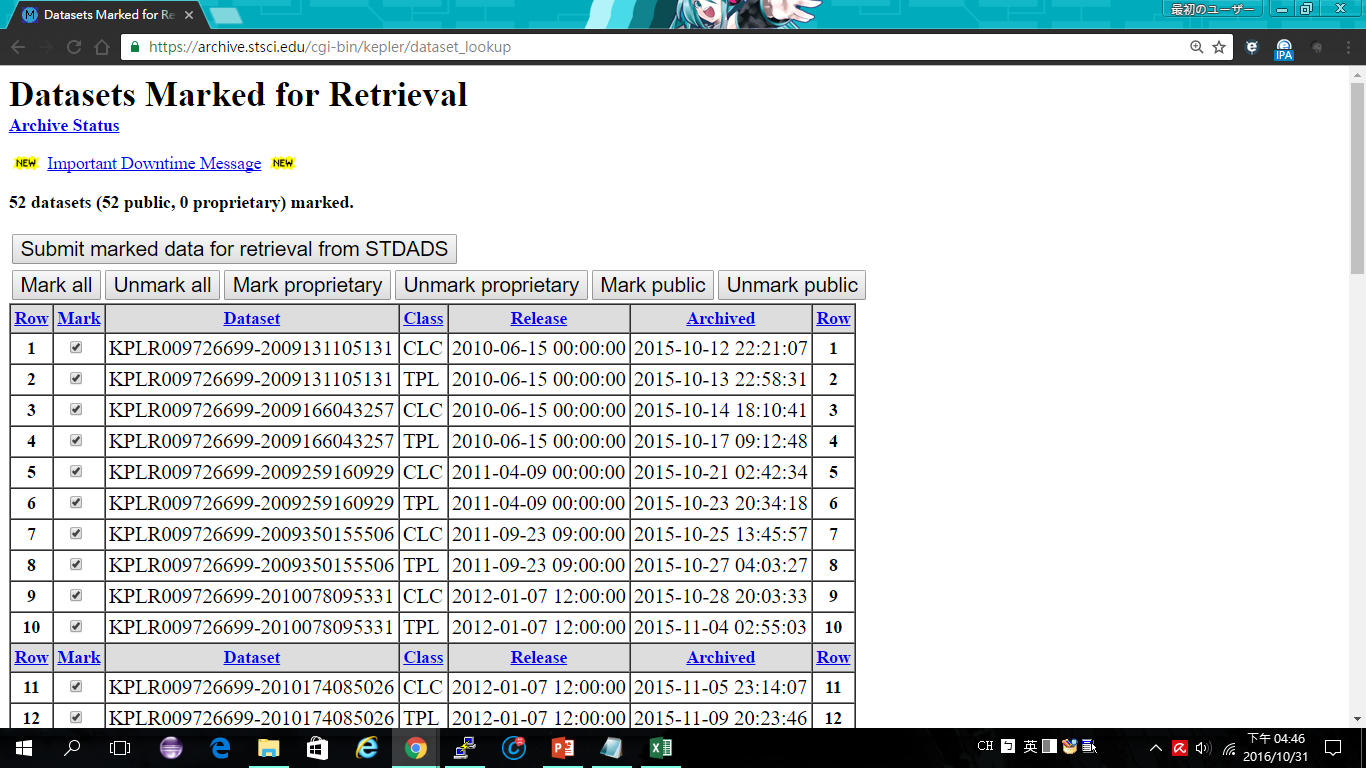 Datasets Marked for Re
最初のユーザー
https://archive.stsci.edu/cgi-bin/kepler/dataset_lookup
IPA
Datasets Marked for Retrieval
Archive Status
NEW Important Downtime Message NEW
52 datasets (52 public, 0 proprietary) marked.
Submit marked data for retrieval from STDADS
Mark all Unmark all Mark proprietary Unmark proprietary Mark public Unmark public
Row Mark Dataset Class Release Archived Row
1 KPLR009726699-2009131105131 CLC 2010-06-15 00:00:00 2015-10-12 22:21:07 1
2 KPLR009726699-2009131105131 TPL 2010-06-15 00:00:00 2015-10-13 22:58:31 2
3 KPLR009726699-2009166043257 CLC 2010-06-15 00:00:00 2015-10-14 18:10:41 3
4 KPLR009726699-2009166043257 TPL 2010-06-15 00:00:00 2015-10-17 09:12:48 4
5 KPLR009726699-2009259160929 CLC 2011-04-09 00:00:00 2015-10-21 02:42:34 5
6 KPLR009726699-2009259160929 TPL 2011-04-09 00:00:00 2015-10-23 20:34:18 6
7 KPLR009726699-2009350155506 CLC 2011-09-23 09:00:00 2015-10-25 13:45:57 7
8 KPLR009726699-2009350155506 TPL 2011-09-23 09:00:00 2015-10-27 04:03:27 8
9 KPLR009726699-2010078095331 CLC 2012-01-07 12:00:00 2015-10-28 20:03:33 9
10 KPLR009726699-2010078095331 TPL 2012-01-07 12:00:00 2015-11-04 02:55:03 10
Row Mark Dataset Class Release Archived Row
11 KPLR009726699-2010174085026 CLC 2012-01-07 12:00:00 2015-11-05 23:14:07 11
12 KPLR009726699-2010174085026 TPL 2012-01-07 12:00:00 2015-11-09 20:23:46 12
CH 英
下午 04:46
2016/10/31